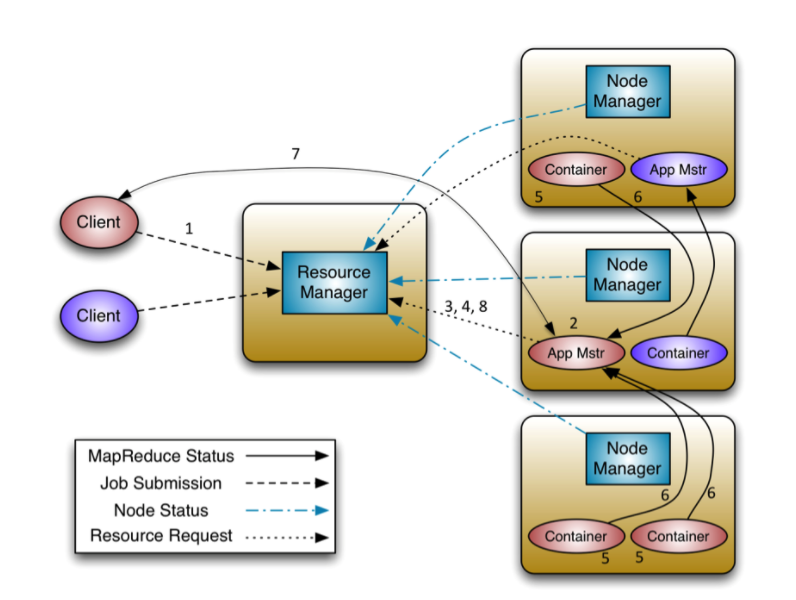 Node
Manager
Container
App Mstr
5
6
7
Client
1
Resource
Manager
Client
Node
Manager
3, 4, 8
2
App Mstr
Container
Node
Manager
6
6
Container
Container
5
5
MapReduce Status
Job Submission
Node Status
Resource Request